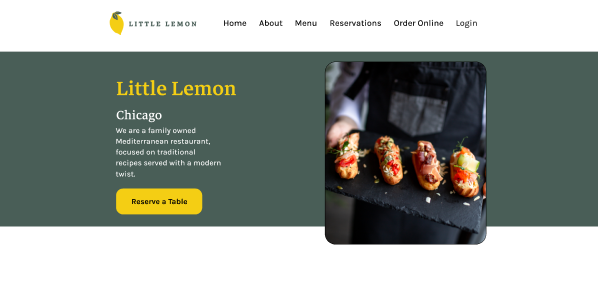 LITTLE LEMON
Home About Menu Reservations Order Online Login
Little Lemon
Chicago
We are a family owned
Mediterranean restaurant,
focused on traditional
recipes served with a modern
twist.
Reserve a Table